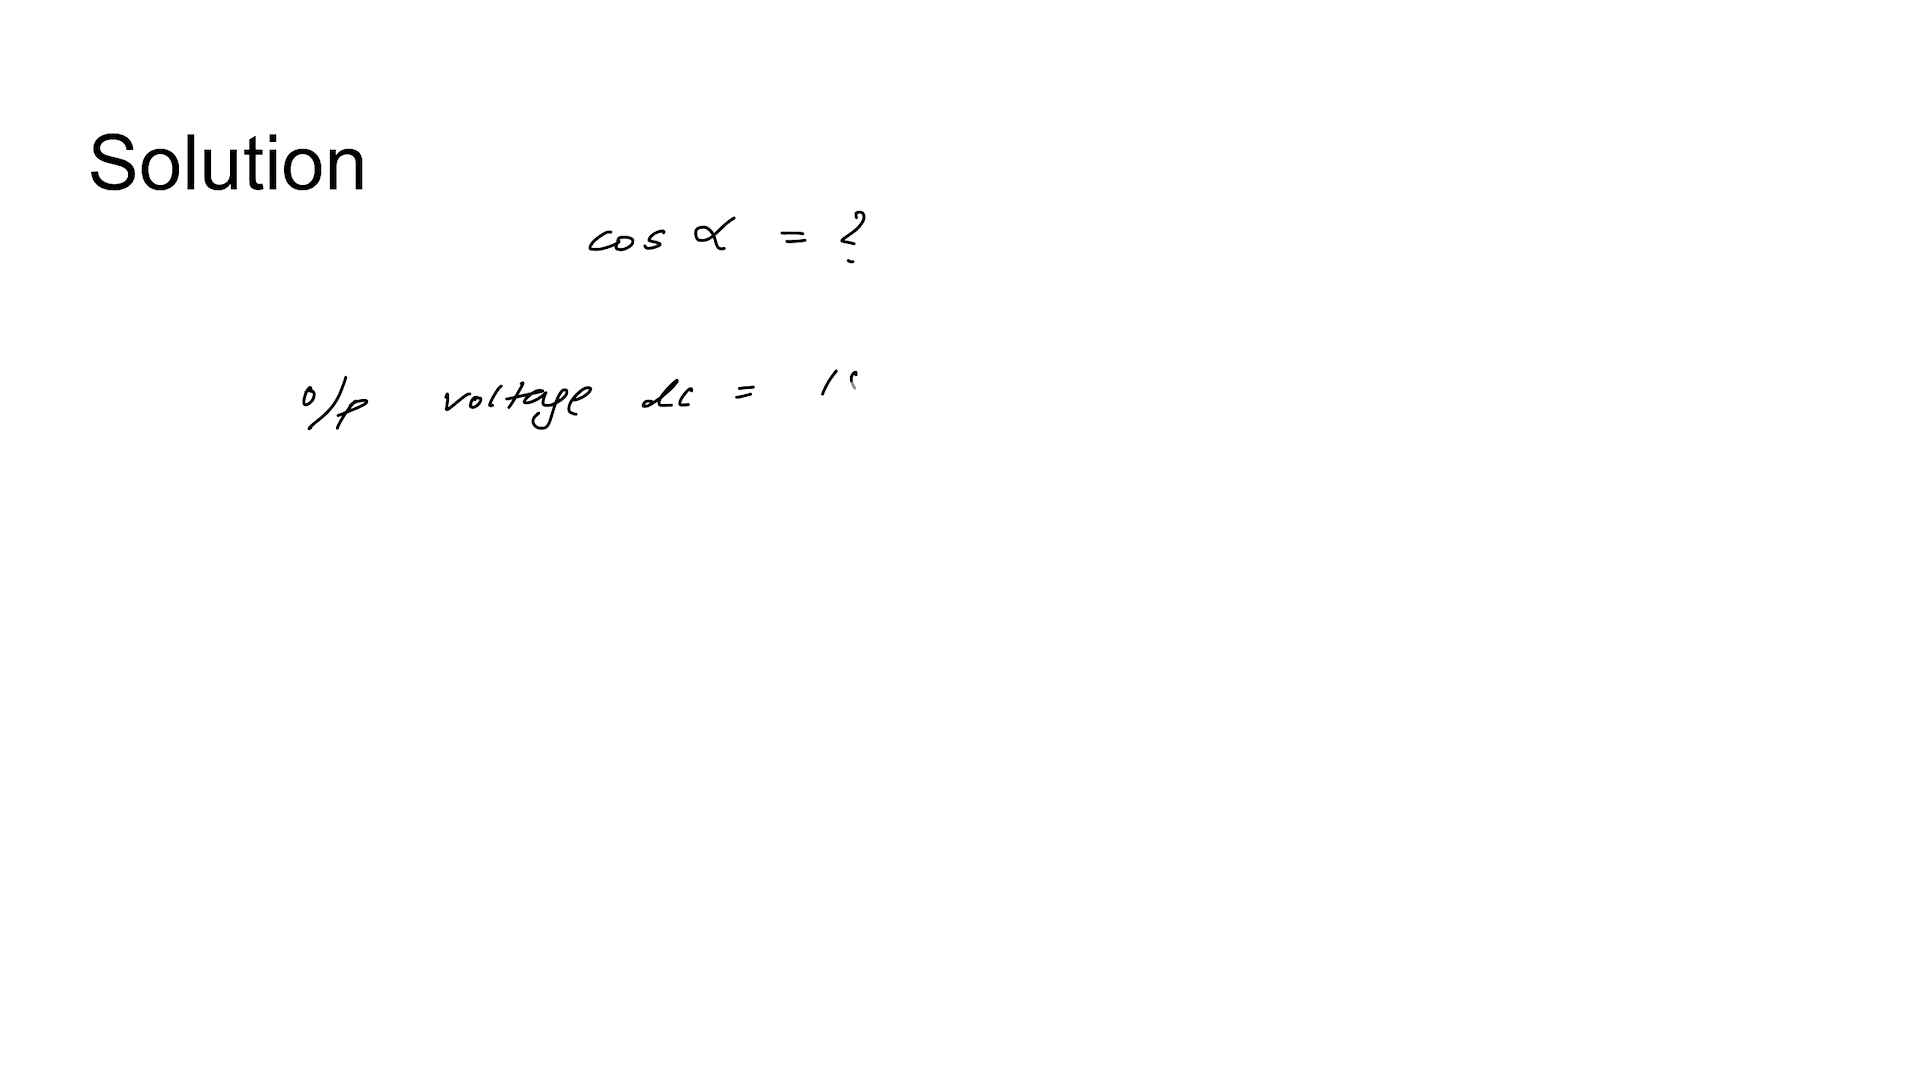 Solution
cos α = ?
o/p voltage dc =